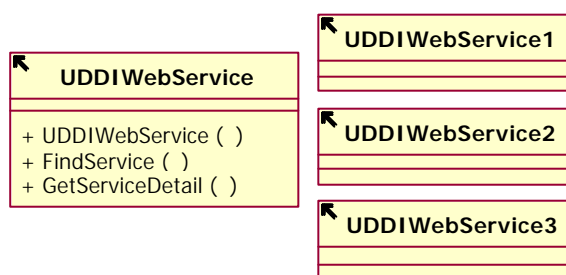 UDDIWebService
+ UDDIWebService ( )
+ FindService ( )
+ GetServiceDetail ( )
UDDIWebService1
UDDIWebService2
UDDIWebService3